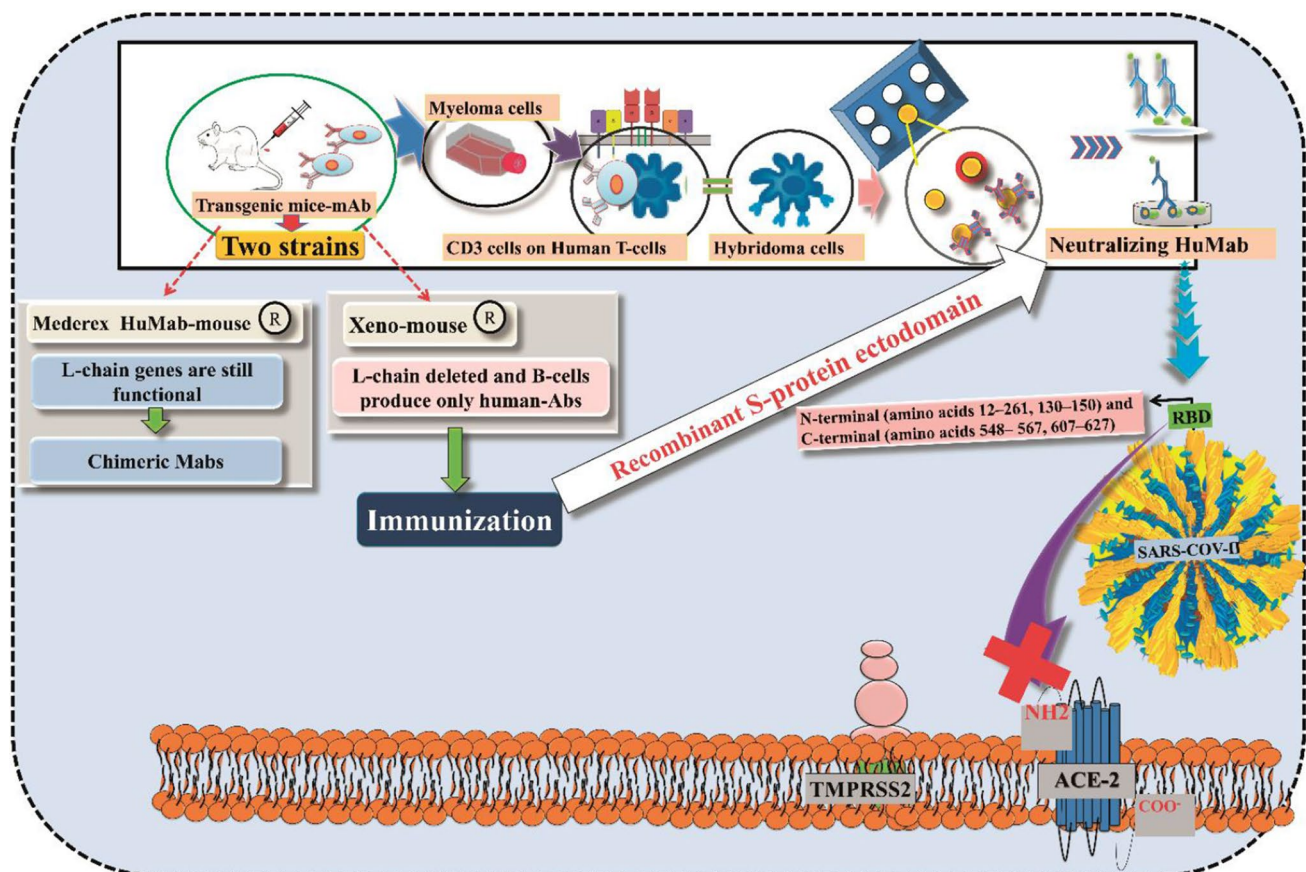 Myeloma cells
Transgenic mice-mAb
Two strains
CD3 cells on Human T-cells
Hybridoma cells
Neutralizing HuMab
Mederex HuMab-mouse R
L-chain genes are still
functional
Chimeric Mabs
Xeno-mouse R
L-chain deleted and B-cells
produce only human-Abs
Immunization
Recombinant S-protein ectodomain
N-terminal (amino acids 12–261, 130–150) and
C-terminal (amino acids 548– 567, 607–627)
RBD
SARS-COV-II
NH2
TMPRSS2
ACE-2
COO-